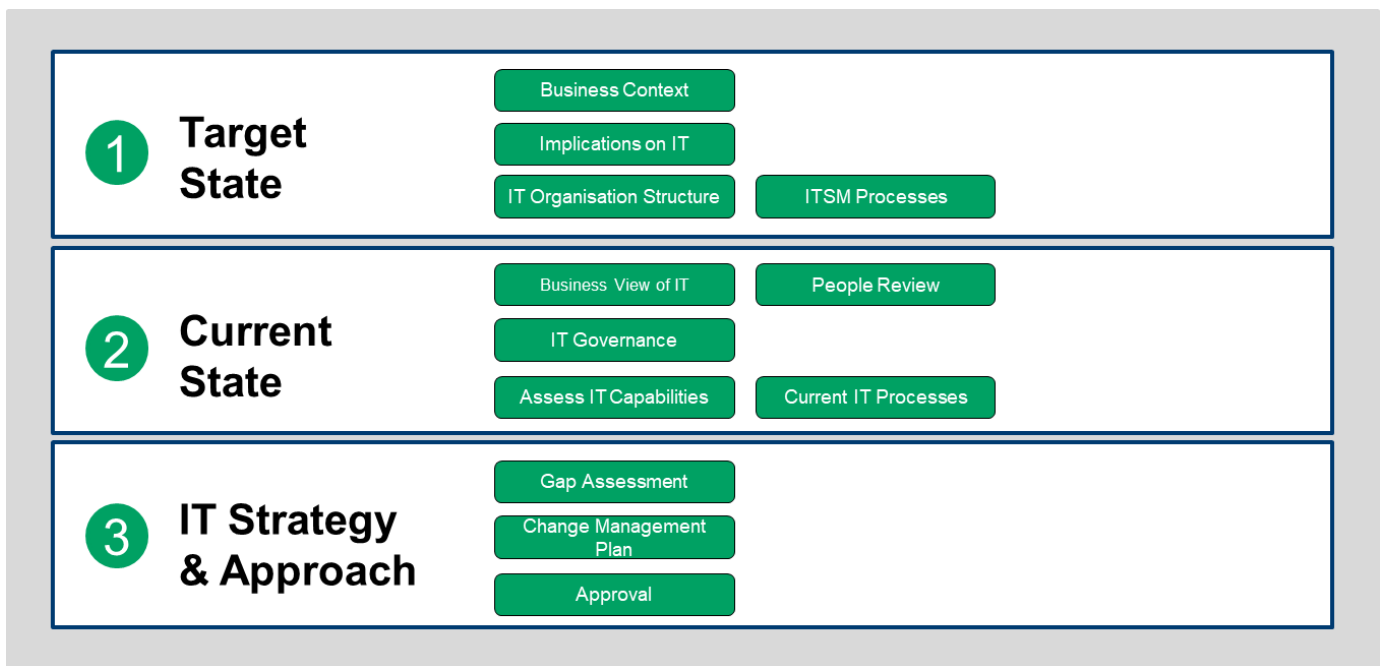 1
Target
State
Business Context
Implications on IT
IT Organisation Structure
ITSM Processes
2
Current
State
Business View of IT
People Review
IT Governance
Assess IT Capabilities
Current IT Processes
3
IT Strategy
& Approach
Gap Assessment
Change Management
Plan
Approval